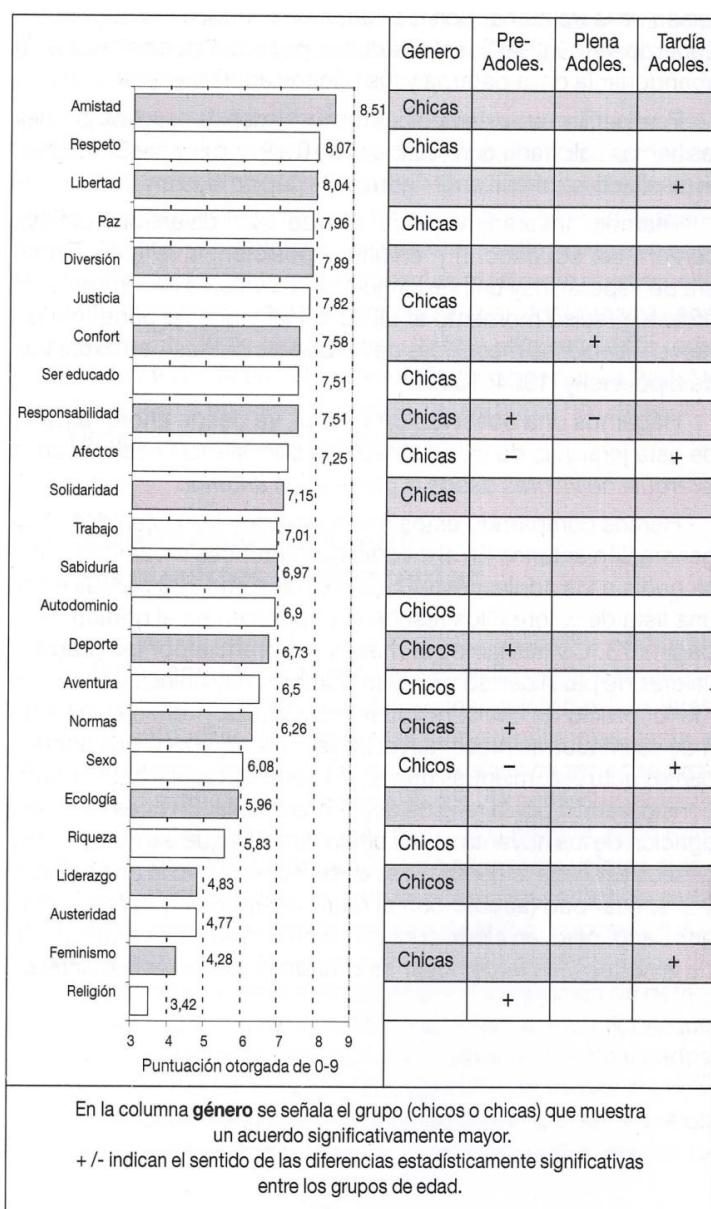 Género Pre-Adoles. Plena Adoles. Tardía Adoles.
Amistad 8,51 Chicas
Respeto 8,07 Chicas
Libertad 8,04 +
Paz 7,96 Chicas
Diversión 7,89
Justicia 7,82 Chicas
Confort 7,58 +
Ser educado 7,51 Chicas
Responsabilidad 7,51 Chicas +
Afectos 7,25 Chicas – +
Solidaridad 7,15 Chicas
Trabajo 7,01
Sabiduría 6,97
Autodominio 6,9 Chicos
Deporte 6,73 Chicos +
Aventura 6,5 Chicos
Normas 6,26 Chicas +
Sexo 6,08 Chicos – +
Ecología 5,96
Riqueza 5,83 Chicos
Liderazgo 4,83 Chicos
Austeridad 4,77
Feminismo 4,28 Chicas +
Religión 3,42 +
3 4 5 6 7 8 9
Puntuación otorgada de 0-9
En la columna género se señala el grupo (chicos o chicas) que muestra
un acuerdo significativamente mayor.
+ /- indican el sentido de las diferencias estadísticamente significativas
entre los grupos de edad.